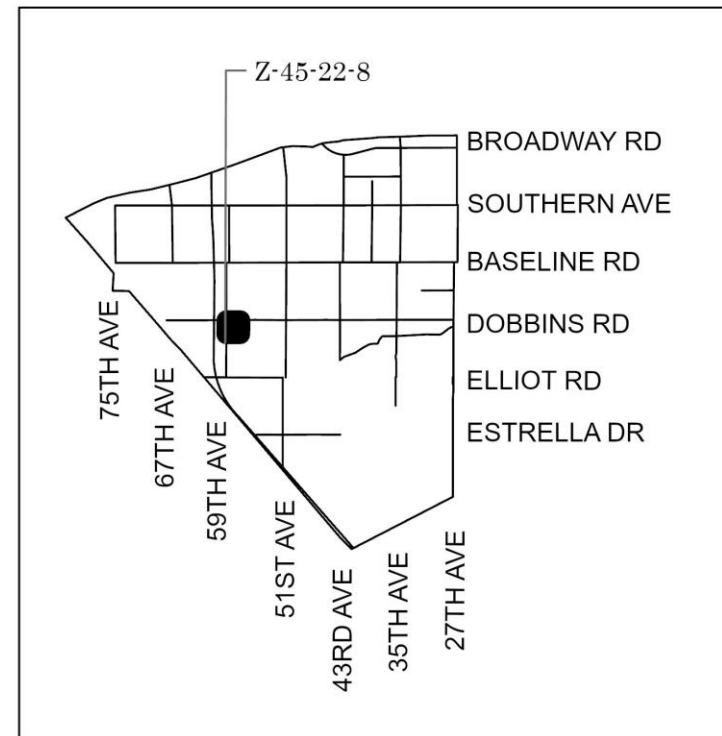 Z-45-22-8
BROADWAY RD
SOUTHERN AVE
BASELINE RD
DOBBINS RD
ELLIOT RD
ESTRELLA DR
75TH AVE
67TH AVE
59TH AVE
51ST AVE
43RD AVE
35TH AVE
27TH AVE